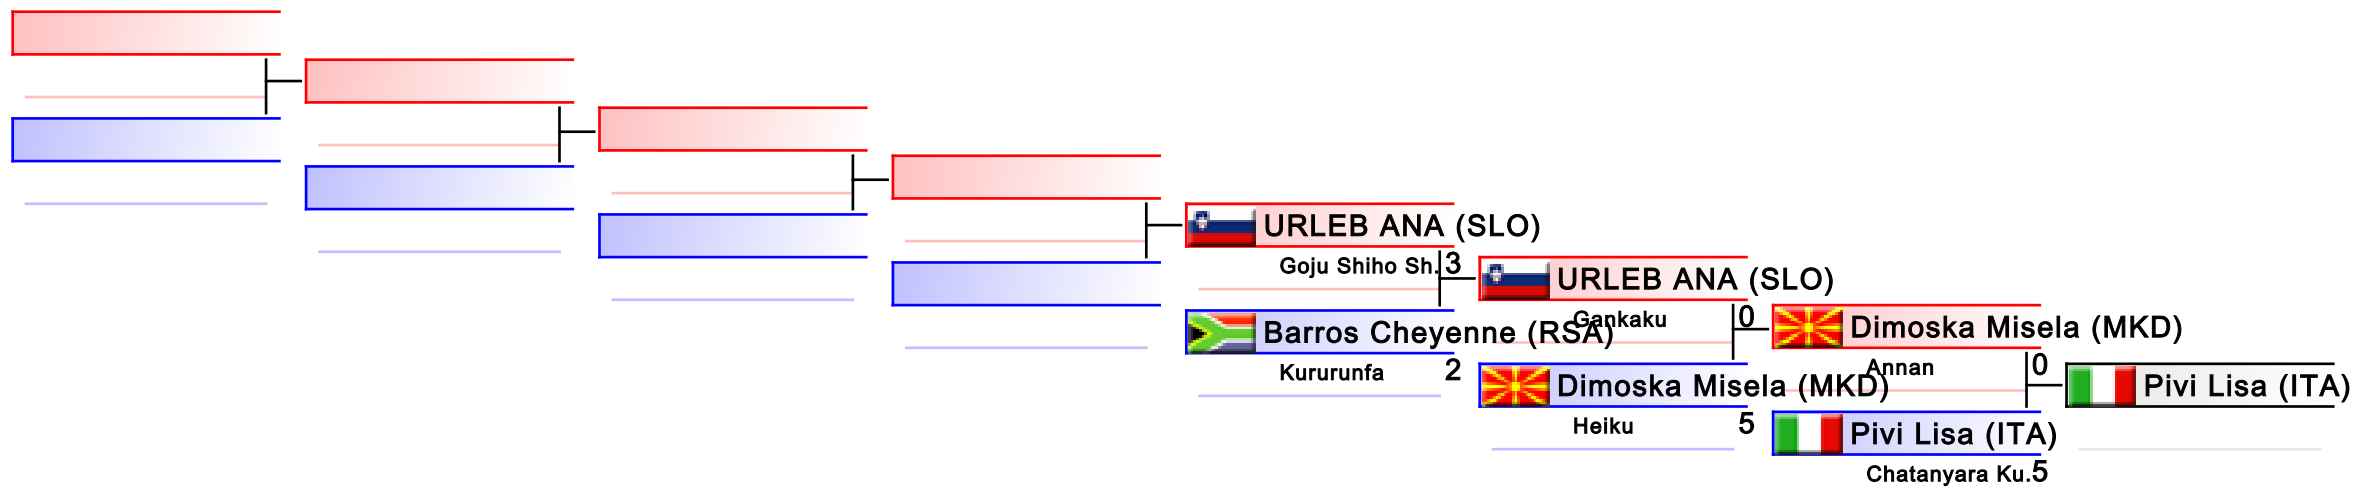 URLEB ANA (SLO)
Goju Shiho Sh. 3
Barros Cheyenne (RSA)
Kururunfa 2
URLEB ANA (SLO)
Gankaku 0
Dimoska Misela (MKD)
Heiku 5
Dimoska Misela (MKD)
Annan 0
Pivi Lisa (ITA)
Chatanyara Ku. 5
Pivi Lisa (ITA)